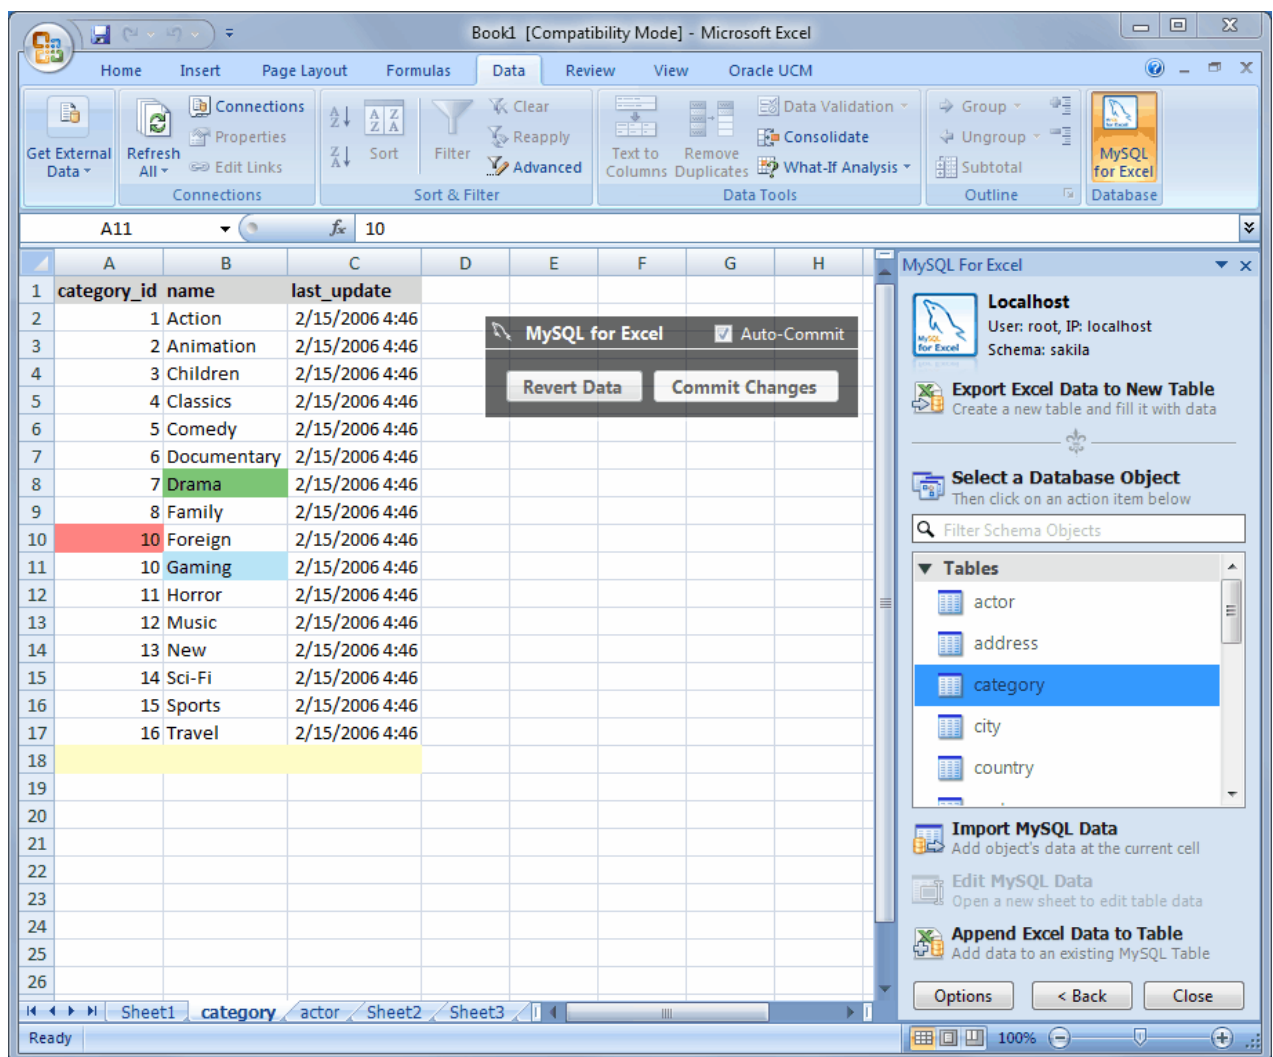 Book1 [Compatibility Mode] - Microsoft Excel
Home Insert Page Layout Formulas Data Review View Oracle UCM
Get External Data
Refresh All
Connections
Properties
Edit Links
Connections
Sort
Filter
Clear
Reapply
Advanced
Sort & Filter
Text to Columns
Remove Duplicates
Data Validation
Consolidate
What-If Analysis
Data Tools
Group
Ungroup
Subtotal
Outline
MySQL for Excel
Database
A11 fx 10
A B C D E F G H
1 category_id name last_update
2 1 Action 2/15/2006 4:46
3 2 Animation 2/15/2006 4:46
4 3 Children 2/15/2006 4:46
5 4 Classics 2/15/2006 4:46
6 5 Comedy 2/15/2006 4:46
7 6 Documentary 2/15/2006 4:46
8 7 Drama 2/15/2006 4:46
9 8 Family 2/15/2006 4:46
10 10 Foreign 2/15/2006 4:46
11 10 Gaming 2/15/2006 4:46
12 11 Horror 2/15/2006 4:46
13 12 Music 2/15/2006 4:46
14 13 New 2/15/2006 4:46
15 14 Sci-Fi 2/15/2006 4:46
16 15 Sports 2/15/2006 4:46
17 16 Travel 2/15/2006 4:46
18
19
20
21
22
23
24
25
26
MySQL for Excel Auto-Commit
Revert Data Commit Changes
MySQL For Excel
Localhost
User: root, IP: localhost
Schema: sakila
Export Excel Data to New Table
Create a new table and fill it with data
Select a Database Object
Then click on an action item below
Filter Schema Objects
Tables
actor
address
category
city
country
Import MySQL Data
Add object's data at the current cell
Edit MySQL Data
Open a new sheet to edit table data
Append Excel Data to Table
Add data to an existing MySQL Table
Options < Back Close
Sheet1 category actor Sheet2 Sheet3
Ready 100%